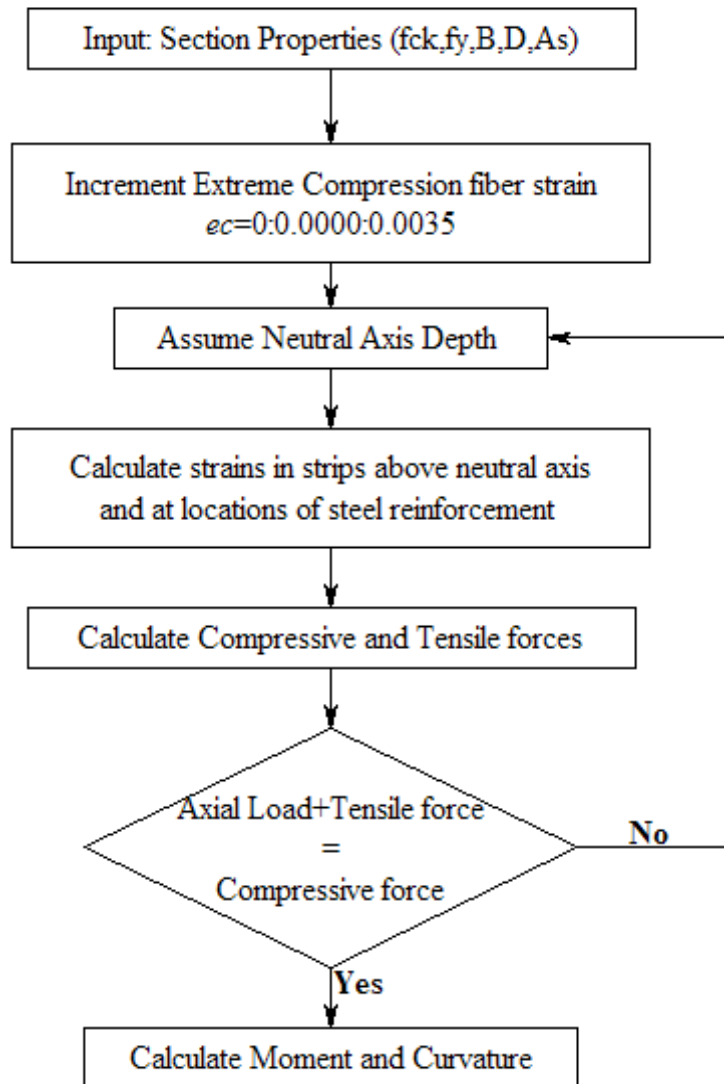 Input: Section Properties (fck,fy,B,D,As)
Increment Extreme Compression fiber strain
ec=0:0.0000:0.0035
Assume Neutral Axis Depth
Calculate strains in strips above neutral axis
and at locations of steel reinforcement
Calculate Compressive and Tensile forces
Axial Load+Tensile force
=
Compressive force
No
Yes
Calculate Moment and Curvature